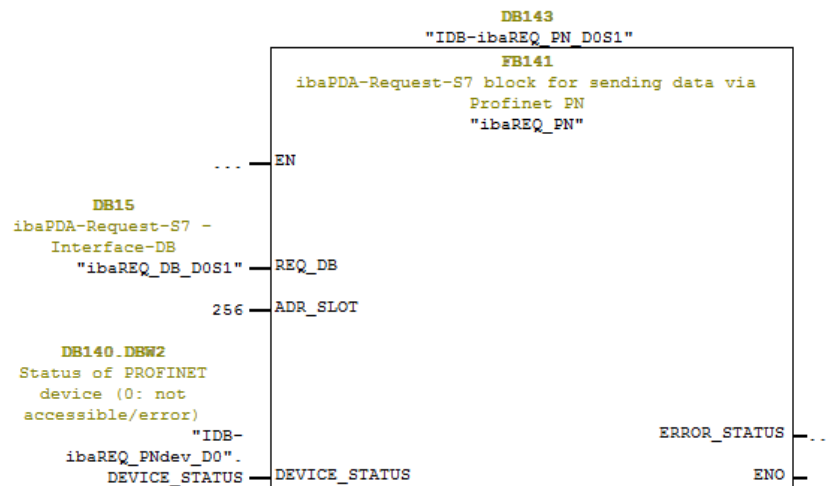 DB143
"IDB-ibaREQ_PN_D0S1"
FB141
ibaPDA-Request-S7 block for sending data via
Profinet PN
"ibaREQ_PN"
... EN
DB15
ibaPDA-Request-S7 -
Interface-DB
"ibaREQ_DB_D0S1" REQ_DB
256 ADR_SLOT
DB140.DBW2
Status of PROFINET
device (0: not
accessible/error)
"IDB-
ibaREQ_PNdev_D0".
DEVICE_STATUS DEVICE_STATUS
ERROR_STATUS ..
ENO